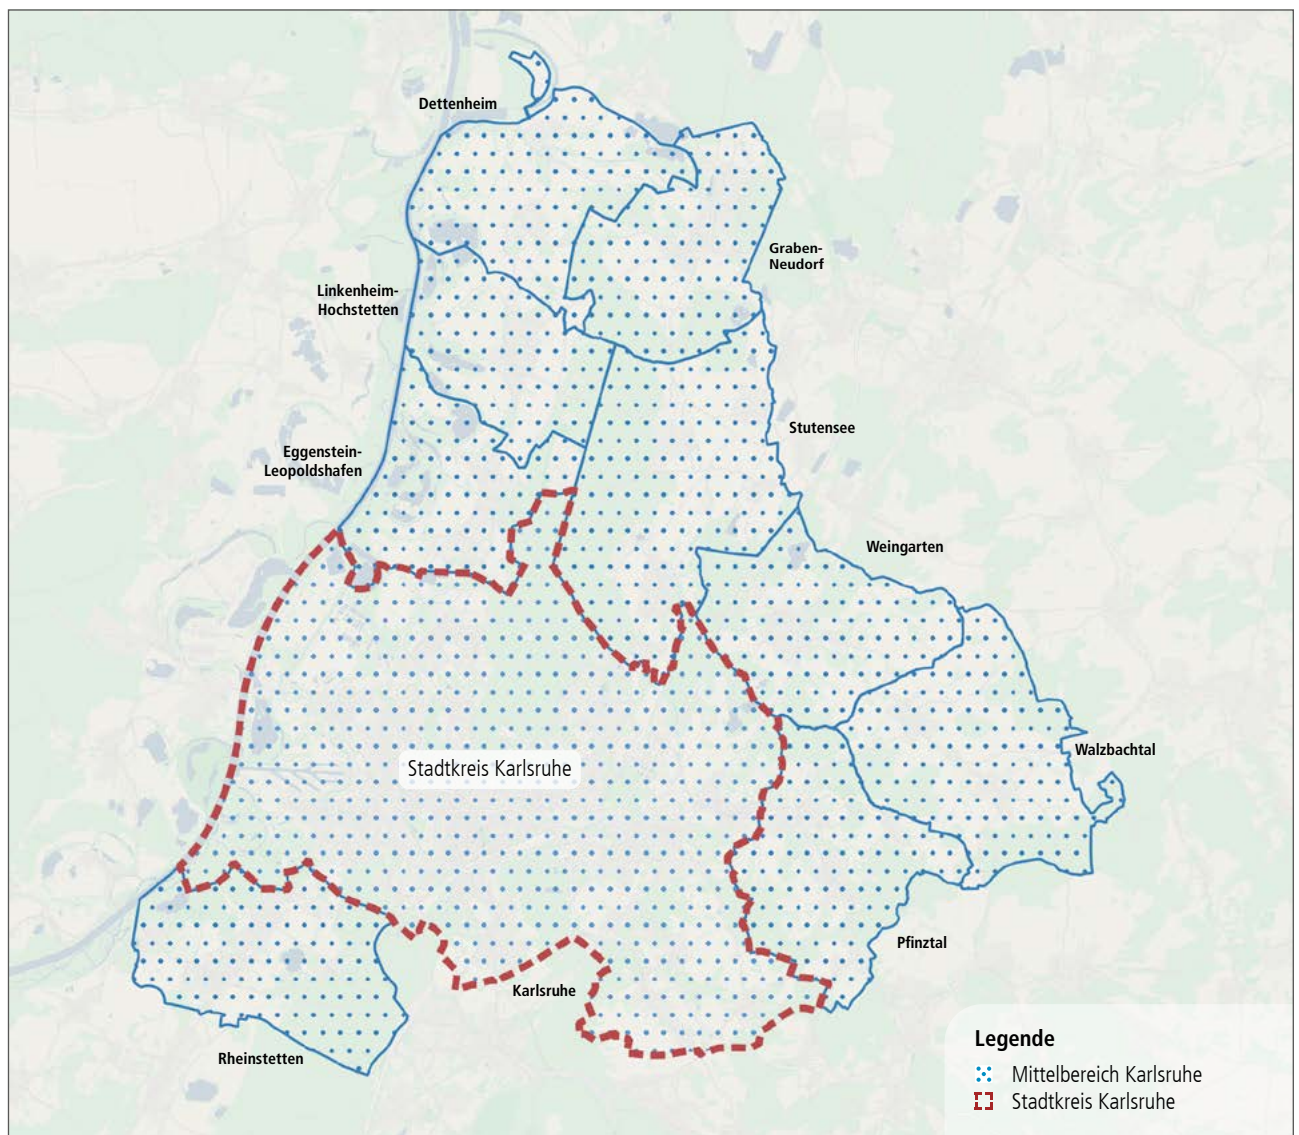 Dettenheim
Graben-
Neudorf
Linkenheim-
Hochstetten
Stutensee
Eggenstein-
Leopoldshafen
Weingarten
Walzbachtal
Stadtkreis Karlsruhe
Pfinztal
Karlsruhe
Rheinstetten
Legende
Mittelbereich Karlsruhe
Stadtkreis Karlsruhe